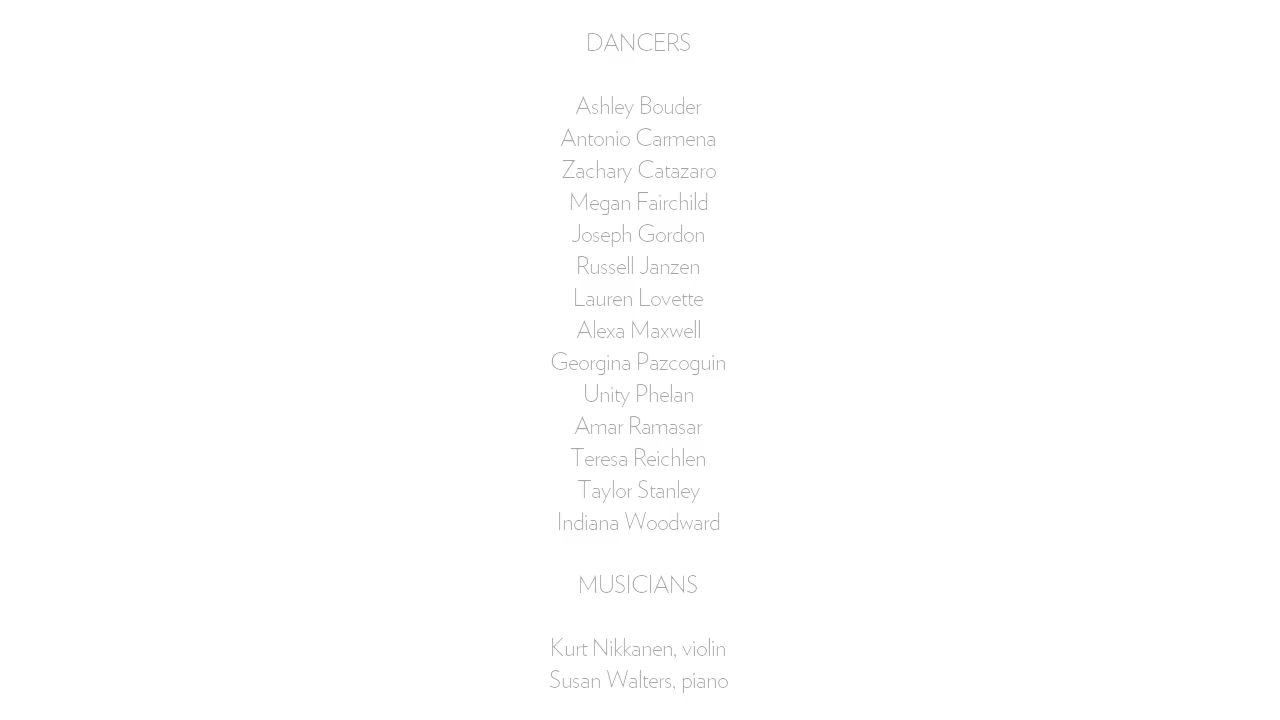 DANCERS
Ashley Bouder
Antonio Carmena
Zachary Catazaro
Megan Fairchild
Joseph Gordon
Russell Janzen
Lauren Lovette
Alexa Maxwell
Georgina Pazcoguin
Unity Phelan
Amar Ramasar
Teresa Reichlen
Taylor Stanley
Indiana Woodward
MUSICIANS
Kurt Nikkanen, violin
Susan Walters, piano